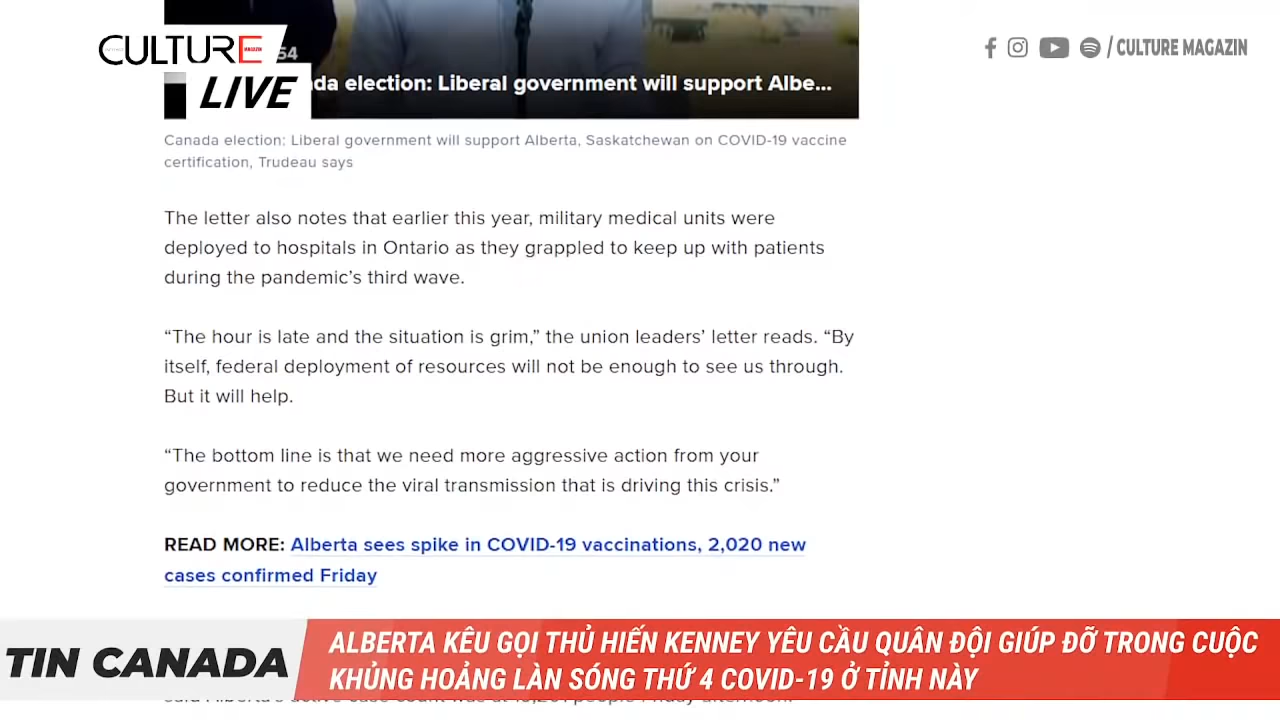 CULTURE
54
LIVE
da election: Liberal government will support Albe...
/ CULTURE MAGAZIN
Canada election: Liberal government will support Alberta, Saskatchewan on COVID-19 vaccine
certification, Trudeau says
The letter also notes that earlier this year, military medical units were
deployed to hospitals in Ontario as they grappled to keep up with patients
during the pandemic’s third wave.
“The hour is late and the situation is grim,” the union leaders’ letter reads. “By
itself, federal deployment of resources will not be enough to see us through.
But it will help.
“The bottom line is that we need more aggressive action from your
government to reduce the viral transmission that is driving this crisis.”
READ MORE: Alberta sees spike in COVID-19 vaccinations, 2,020 new
cases confirmed Friday
TIN CANADA
ALBERTA KÊU GỌI THỦ HIẾN KENNEY YÊU CẦU QUÂN ĐỘI GIÚP ĐỠ TRONG CUỘC
KHỦNG HOẢNG LÀN SÓNG THỨ 4 COVID-19 Ở TỈNH NÀY